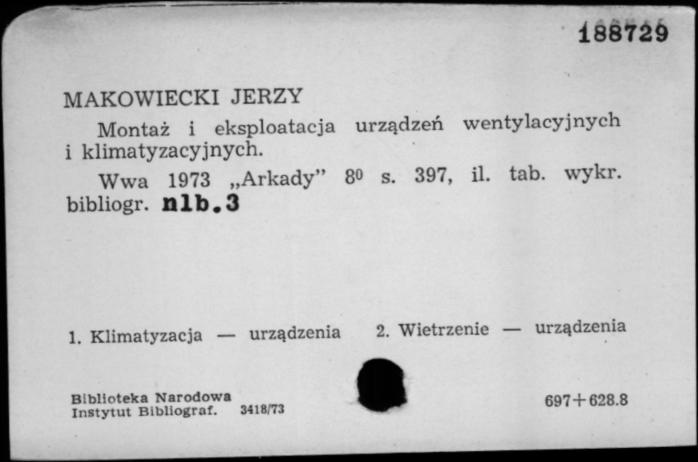 188729
MAKOWIECKI JERZY
Montaż i eksploatacja urządzeń wentylacyjnych
i klimatyzacyjnych.
Wwa 1973 „Arkady” 8⁰ s. 397, il. tab. wykr.
bibliogr. nlb.3
1. Klimatyzacja — urządzenia 2. Wietrzenie — urządzenia
Biblioteka Narodowa
Instytut Bibliograf. 3418/73
697+628.8